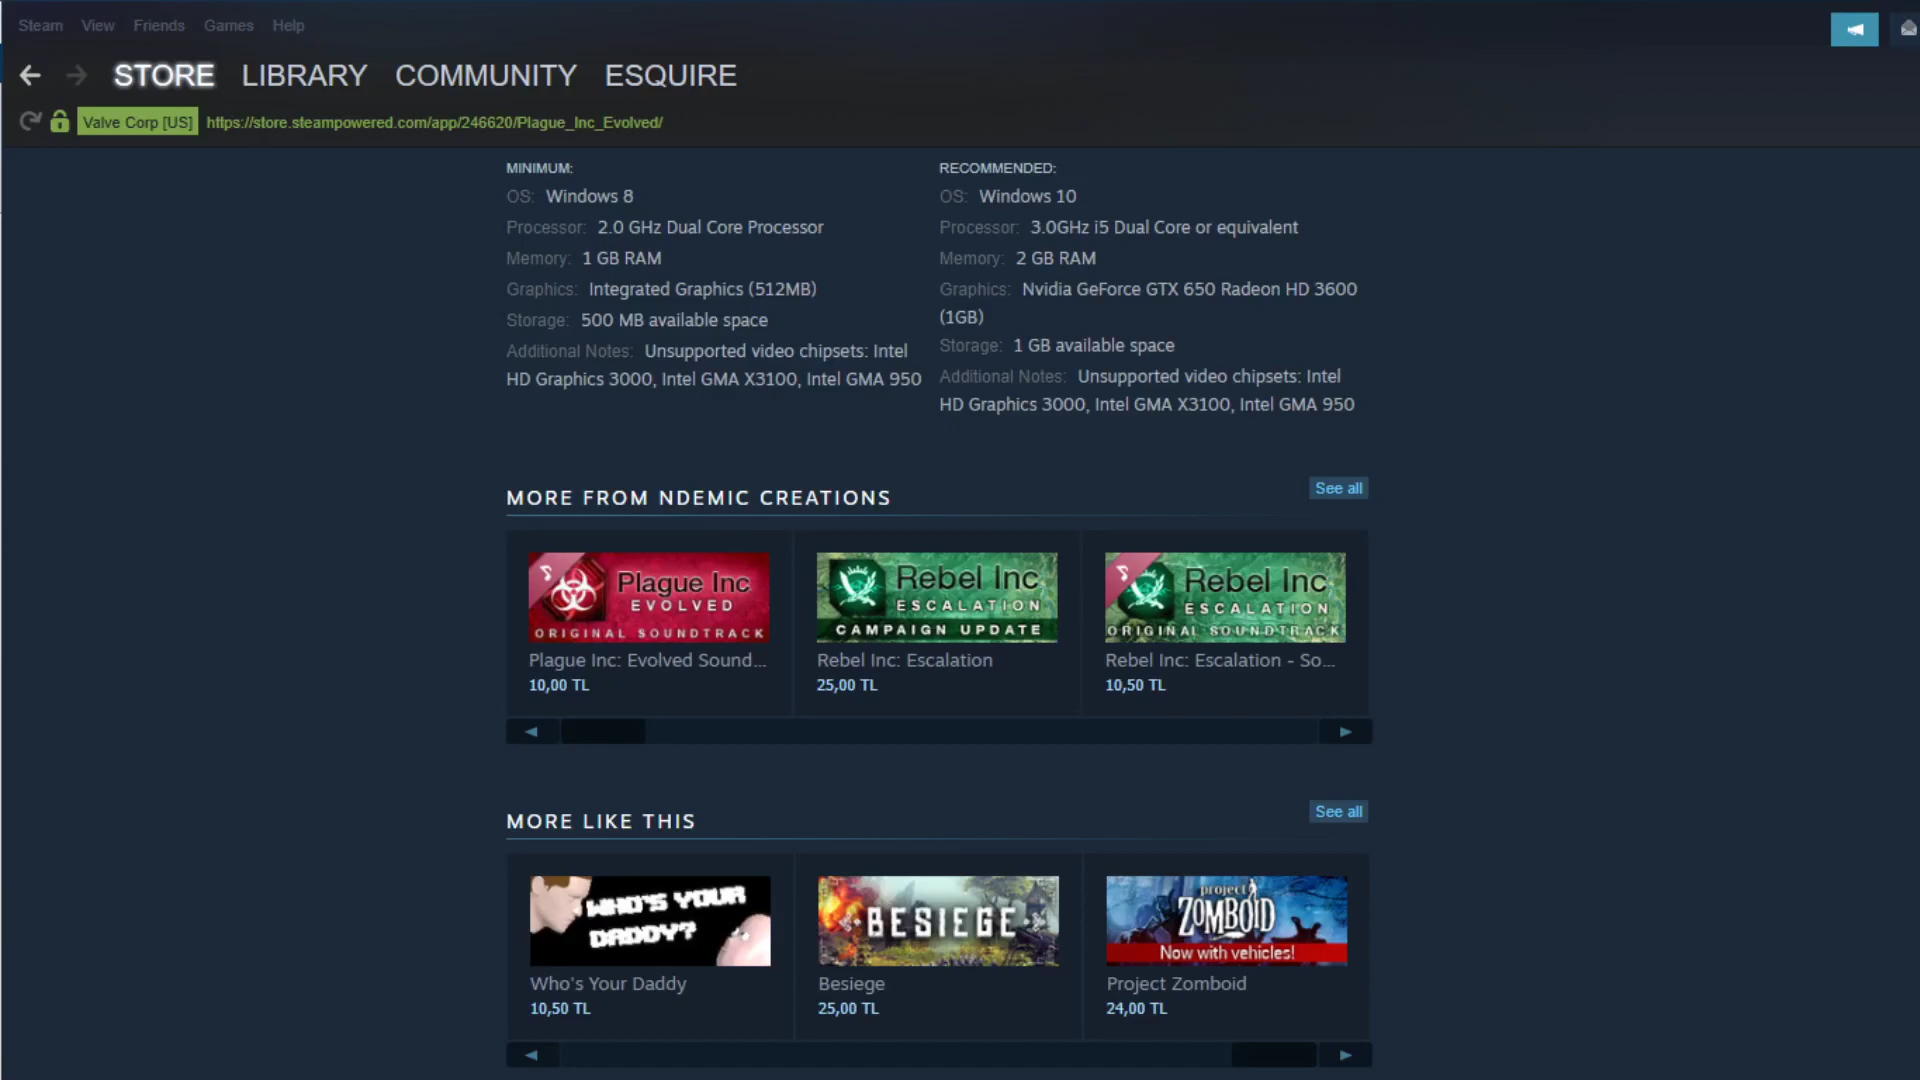 Steam View Friends Games Help
STORE LIBRARY COMMUNITY ESQUIRE
Valve Corp [US] https://store.steampowered.com/app/246620/Plague_Inc_Evolved/
MINIMUM:
OS: Windows 8
Processor: 2.0 GHz Dual Core Processor
Memory: 1 GB RAM
Graphics: Integrated Graphics (512MB)
Storage: 500 MB available space
Additional Notes: Unsupported video chipsets: Intel
HD Graphics 3000, Intel GMA X3100, Intel GMA 950
RECOMMENDED:
OS: Windows 10
Processor: 3.0GHz i5 Dual Core or equivalent
Memory: 2 GB RAM
Graphics: Nvidia GeForce GTX 650 Radeon HD 3600
(1GB)
Storage: 1 GB available space
Additional Notes: Unsupported video chipsets: Intel
HD Graphics 3000, Intel GMA X3100, Intel GMA 950
MORE FROM NDEMIC CREATIONS
See all
Plague Inc
EVOLVED
ORIGINAL SOUNDTRACK
Plague Inc: Evolved Sound...
10,00 TL
Rebel Inc
ESCALATION
CAMPAIGN UPDATE
Rebel Inc: Escalation
25,00 TL
Rebel Inc
ESCALATION
ORIGINAL SOUNDTRACK
Rebel Inc: Escalation - So...
10,50 TL
MORE LIKE THIS
See all
WHO'S YOUR
DADDY?
Who's Your Daddy
10,50 TL
BESIEGE
Besiege
25,00 TL
project
ZOMBOID
Now with vehicles!
Project Zomboid
24,00 TL